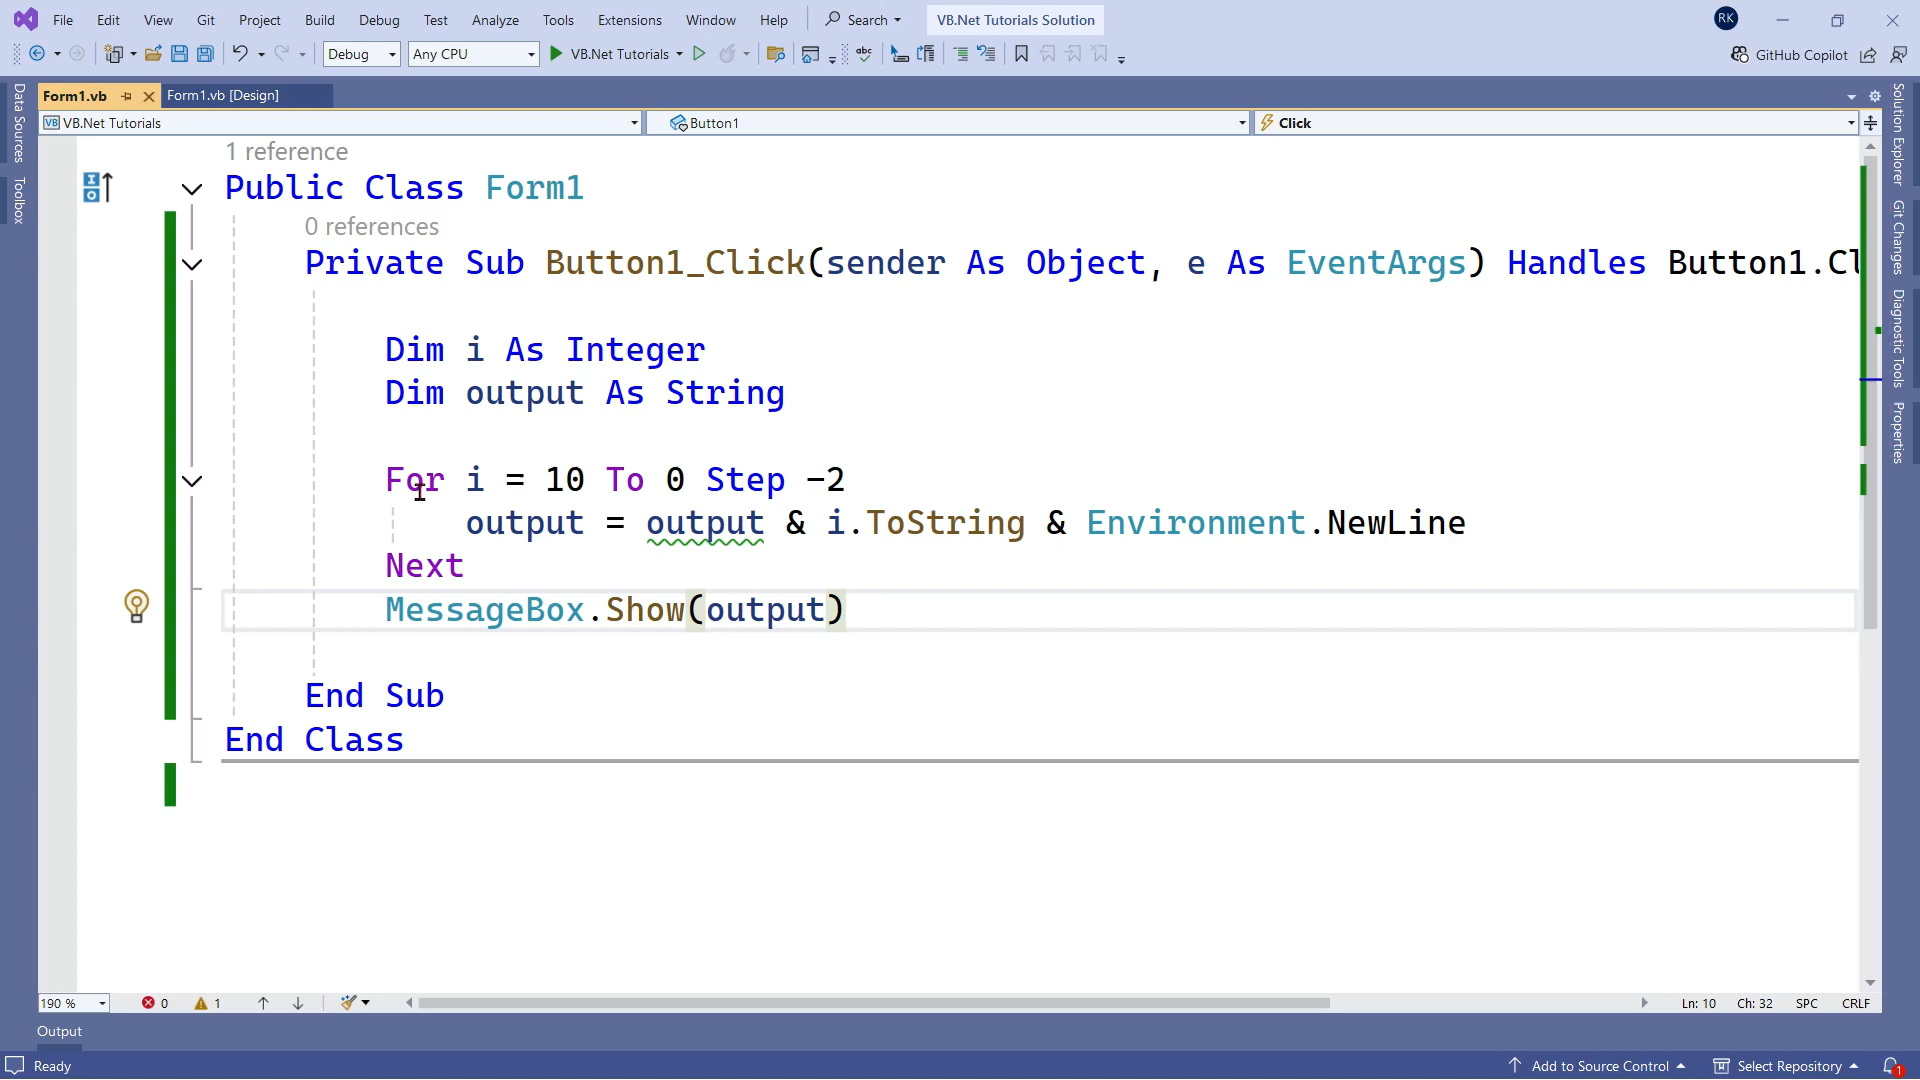 File Edit View Git Project Build Debug Test Analyze Tools Extensions Window Help Search VB.Net Tutorials Solution RK
Debug Any CPU VB.Net Tutorials abc GitHub Copilot
Form1.vb Form1.vb [Design]
VB VB.Net Tutorials Button1 Click
1 reference
Public Class Form1
0 references
Private Sub Button1_Click(sender As Object, e As EventArgs) Handles Button1.Cl
Dim i As Integer
Dim output As String
For i = 10 To 0 Step -2
output = output & i.ToString & Environment.NewLine
Next
MessageBox.Show(output)
End Sub
End Class
Data Sources
Toolbox
Solution Explorer
Git Changes
Diagnostic Tools
Properties
190 % 0 1 Ln: 10 Ch: 32 SPC CRLF
Output
Ready Add to Source Control Select Repository 1